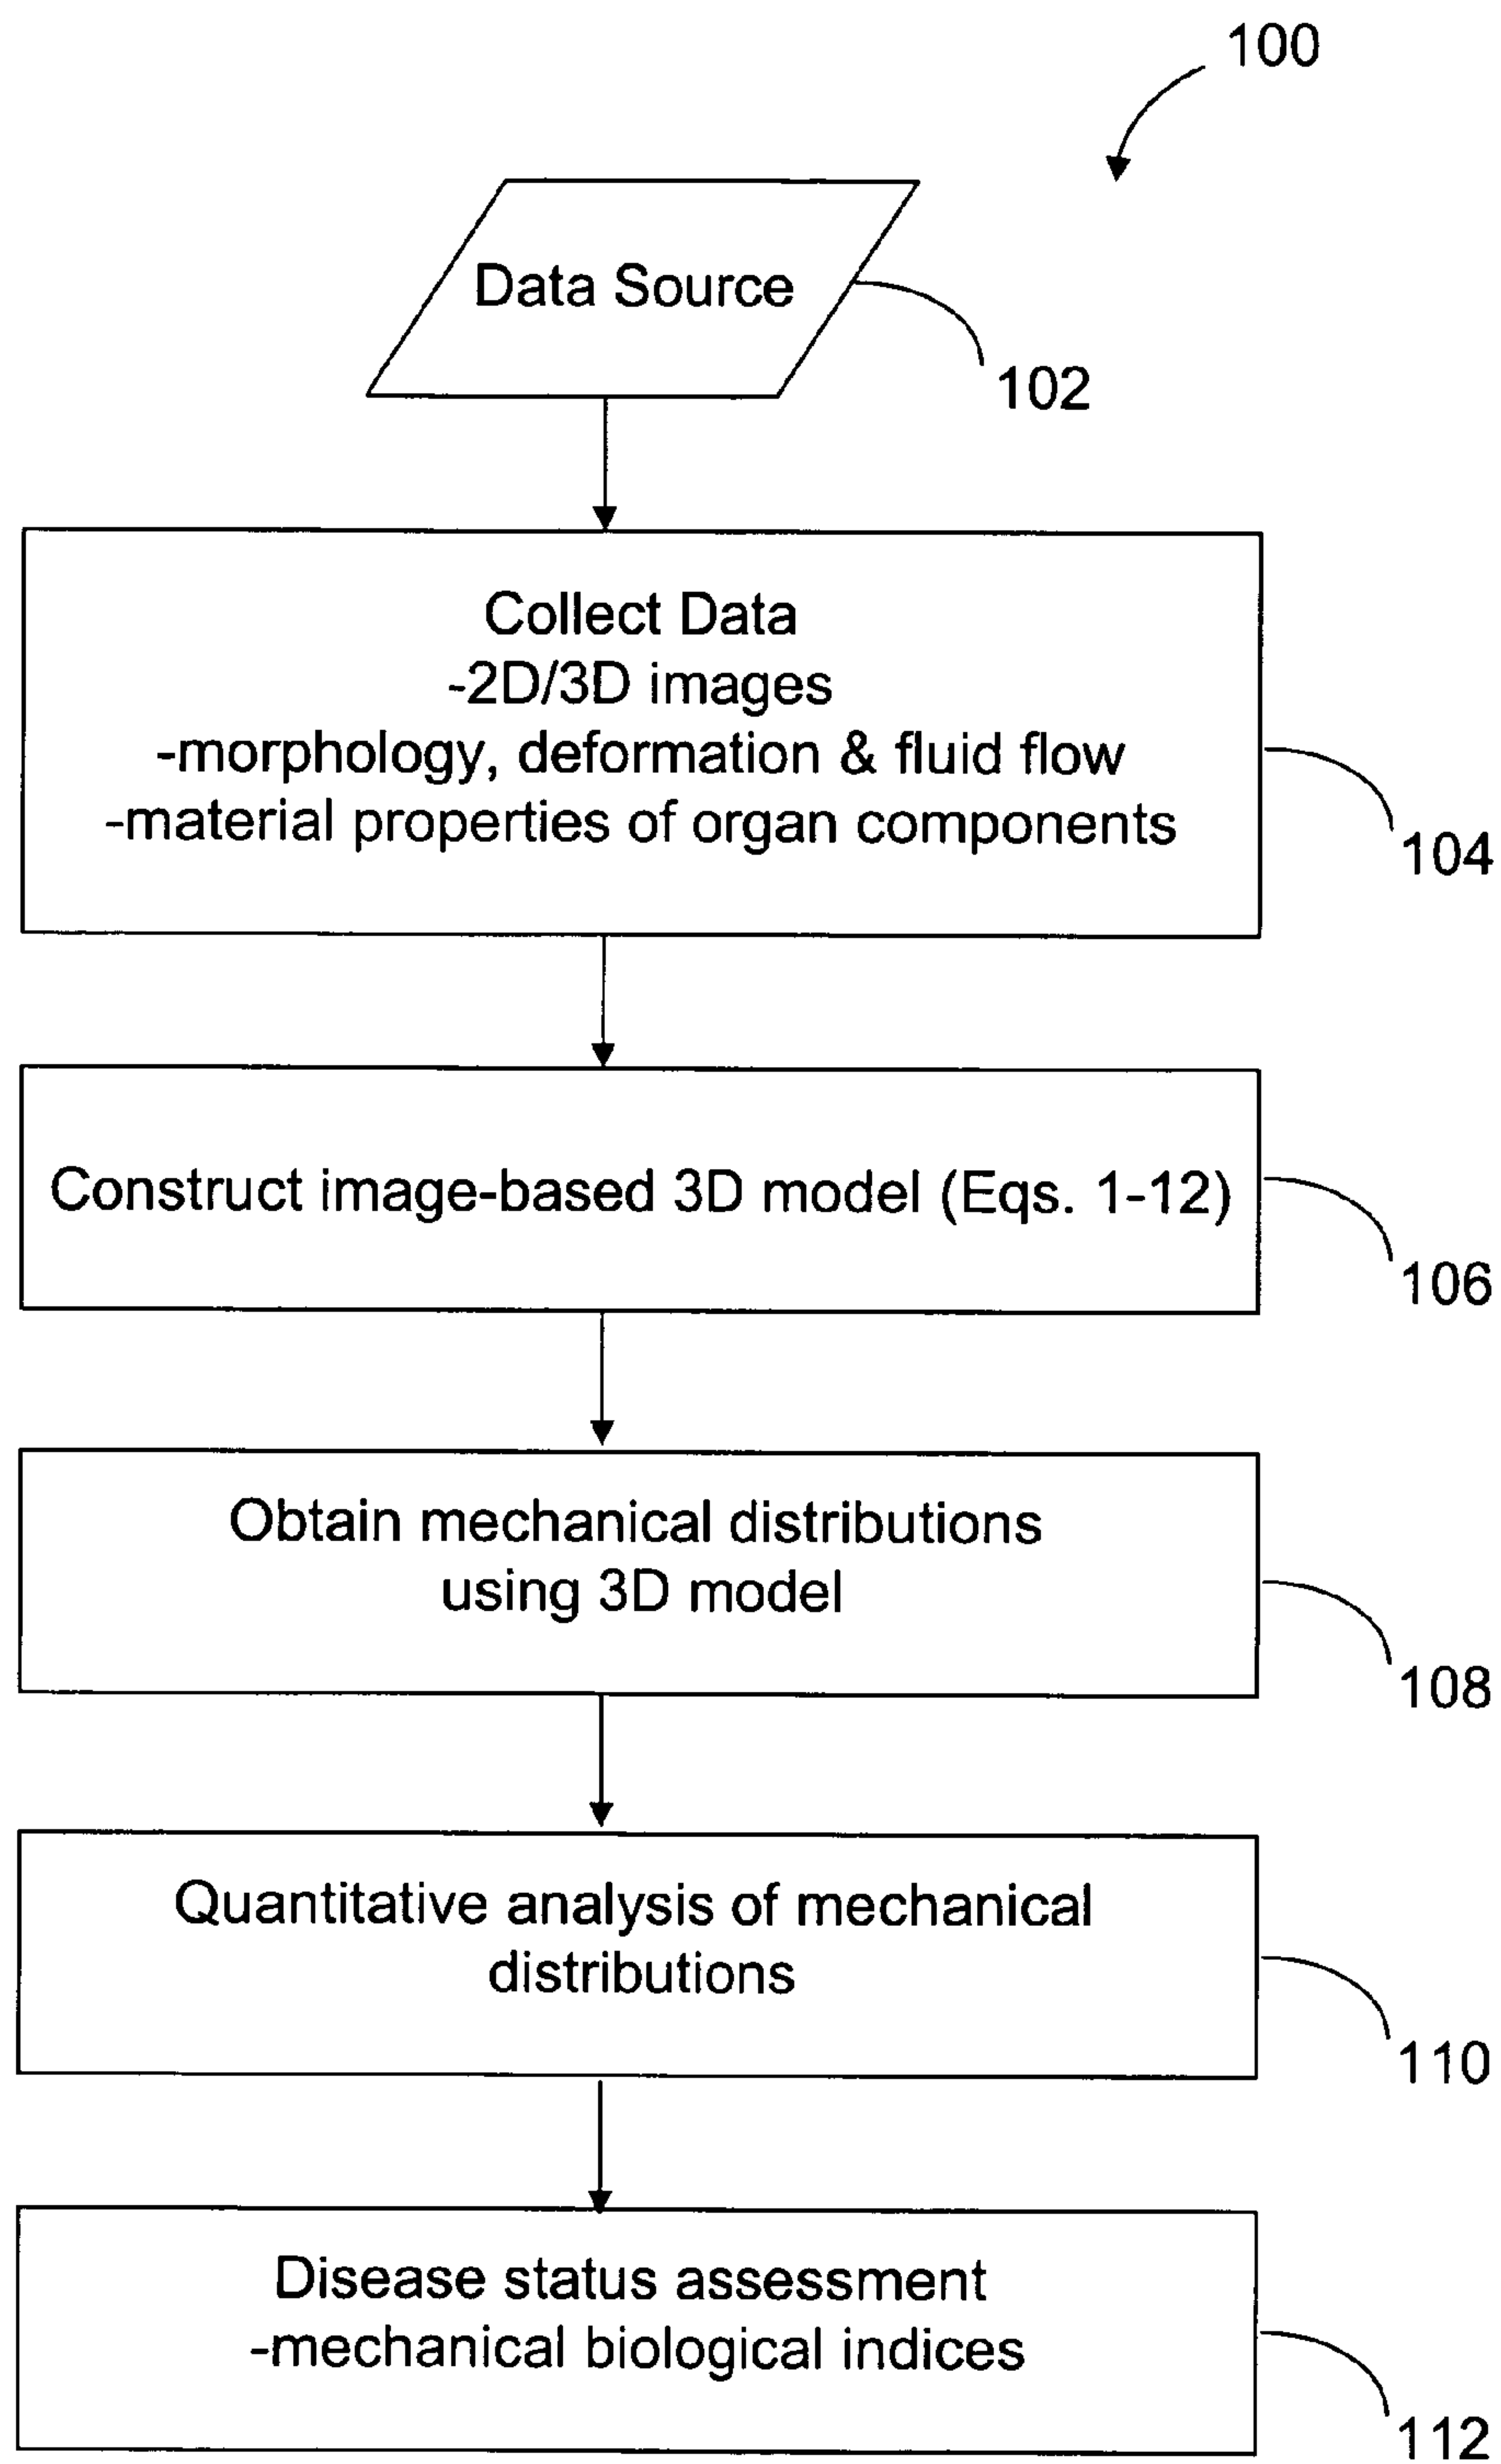 100
Data Source
102
Collect Data
-2D/3D images
-morphology, deformation & fluid flow
-material properties of organ components
104
Construct image-based 3D model (Eqs. 1-12)
106
Obtain mechanical distributions
using 3D model
108
Quantitative analysis of mechanical
distributions
110
Disease status assessment
-mechanical biological indices
112